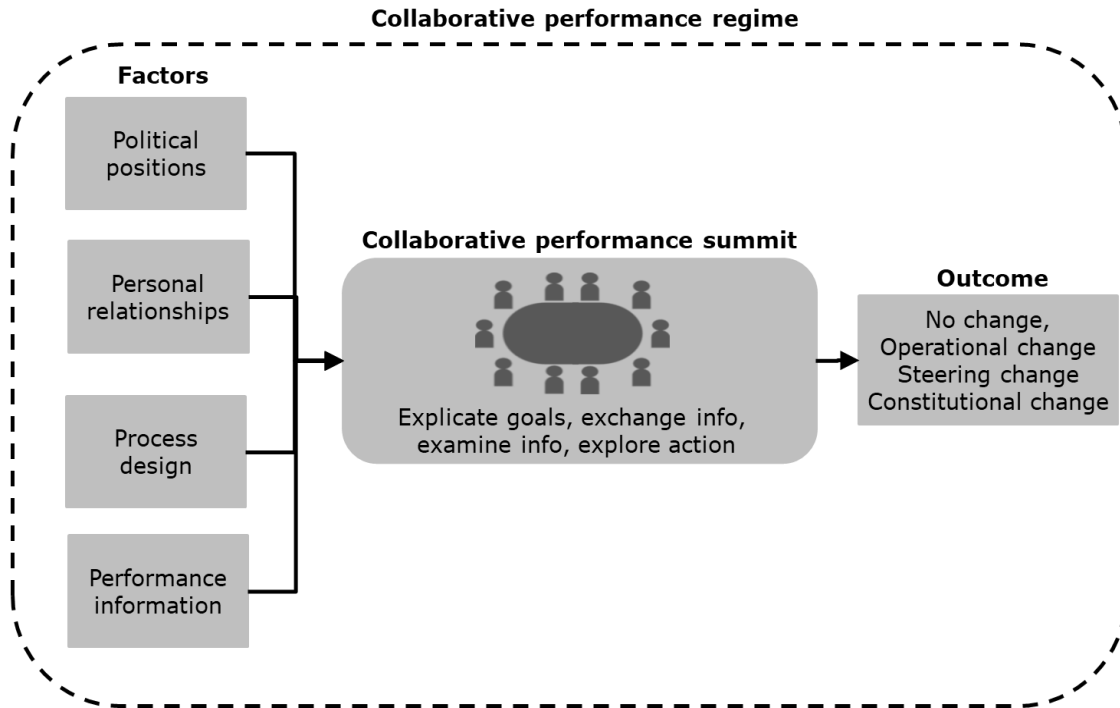 Collaborative performance regime
Factors
Political
positions
Personal
relationships
Process
design
Performance
information
Collaborative performance summit
Explicate goals, exchange info,
examine info, explore action
Outcome
No change,
Operational change
Steering change
Constitutional change